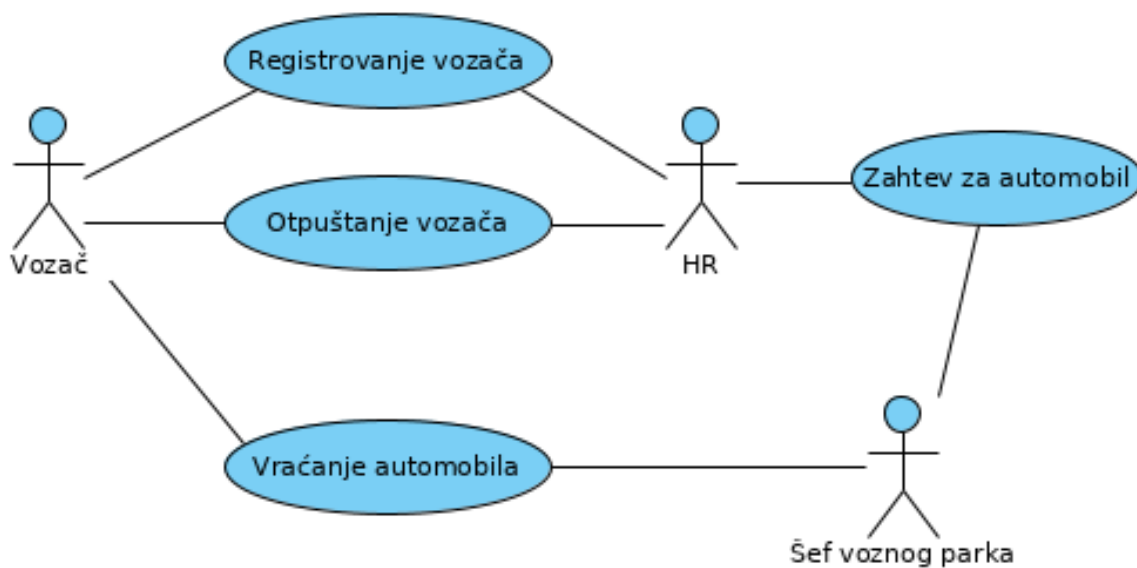 Registrovanje vozača
Zahtev za automobil
Otpuštanje vozača
Vozač
HR
Vraćanje automobila
Šef voznog parka